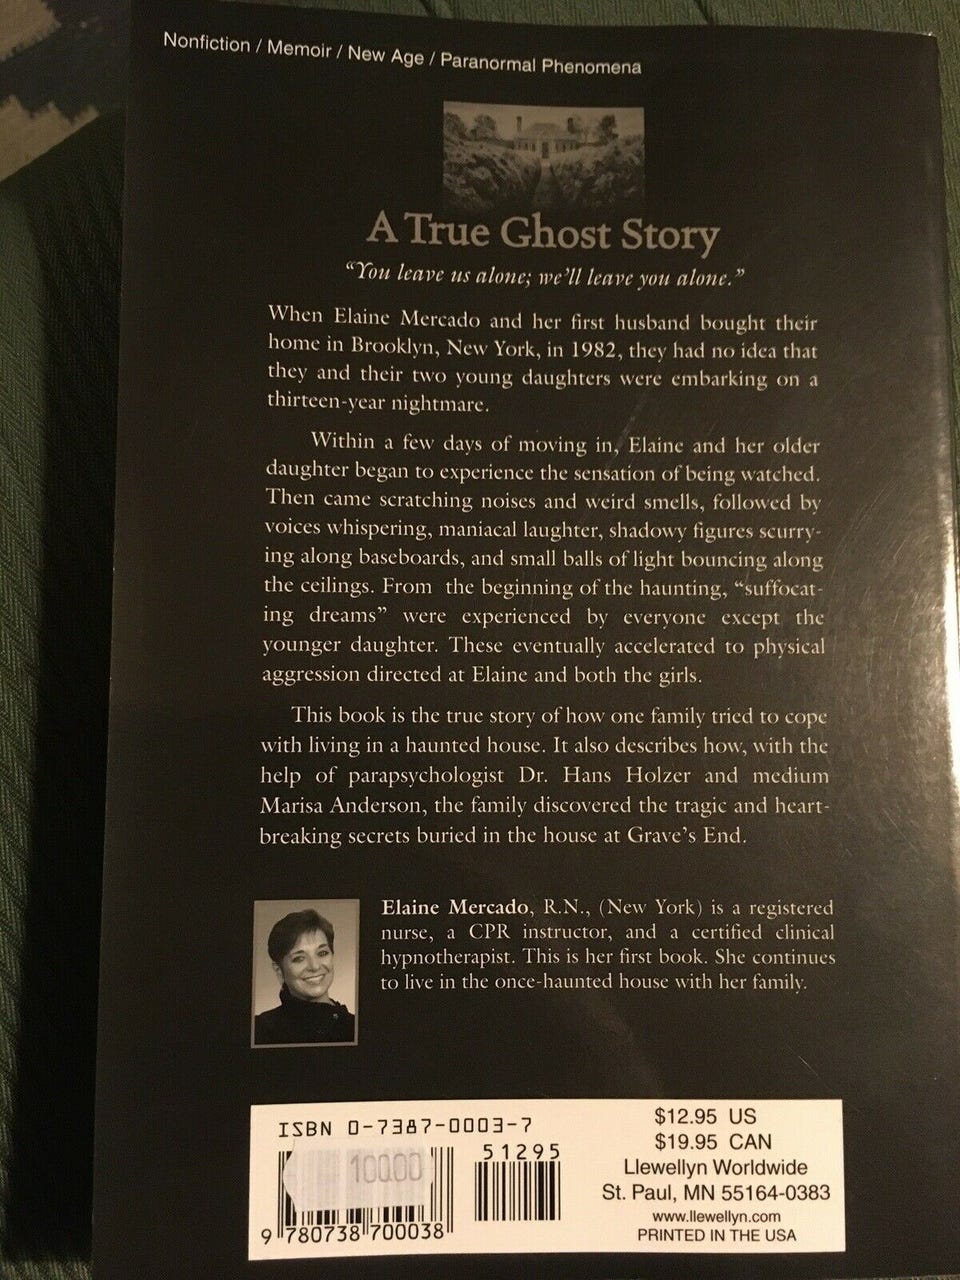 Nonfiction / Memoir / New Age / Paranormal Phenomena
A True Ghost Story
“You leave us alone; we’ll leave you alone.”
When Elaine Mercado and her first husband bought their
home in Brooklyn, New York, in 1982, they had no idea that
they and their two young daughters were embarking on a
thirteen-year nightmare.
Within a few days of moving in, Elaine and her older
daughter began to experience the sensation of being watched.
Then came scratching noises and weird smells, followed by
voices whispering, maniacal laughter, shadowy figures scurry-
ing along baseboards, and small balls of light bouncing along
the ceilings. From the beginning of the haunting, “suffocat-
ing dreams” were experienced by everyone except the
younger daughter. These eventually accelerated to physical
aggression directed at Elaine and both the girls.
This book is the true story of how one family tried to cope
with living in a haunted house. It also describes how, with the
help of parapsychologist Dr. Hans Holzer and medium
Marisa Anderson, the family discovered the tragic and heart-
breaking secrets buried in the house at Grave’s End.
Elaine Mercado, R.N., (New York) is a registered
nurse, a CPR instructor, and a certified clinical
hypnotherapist. This is her first book. She continues
to live in the once-haunted house with her family.
ISBN 0-7387-0003-7
51295
100.00
9 780738 700038
$12.95 US
$19.95 CAN
Llewellyn Worldwide
St. Paul, MN 55164-0383
www.llewellyn.com
PRINTED IN THE USA